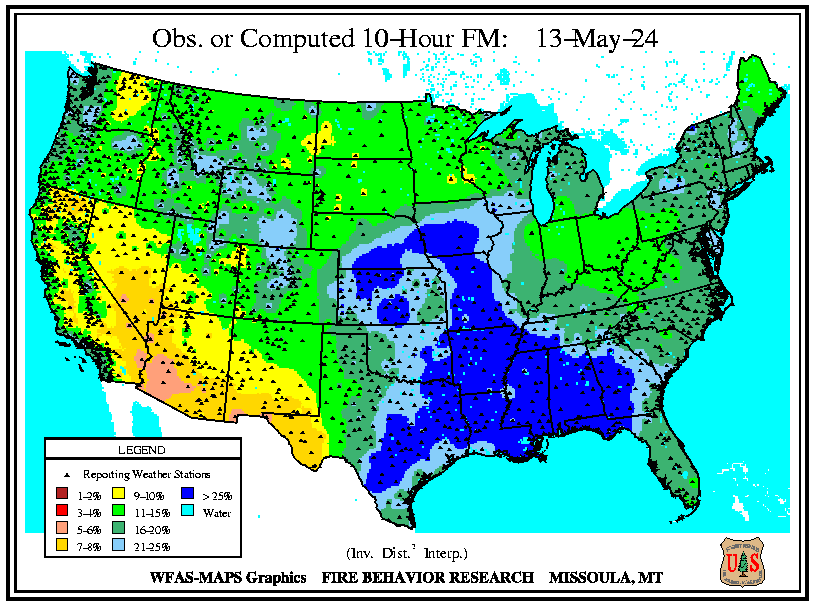 Obs. or Computed 10-Hour FM: 13-May-24
LEGEND
Reporting Weather Stations
1-2% 9-10% > 25%
3-4% 11-15% Water
5-6% 16-20%
7-8% 21-25%
(Inv. Dist.² Interp.)
WFAS-MAPS Graphics FIRE BEHAVIOR RESEARCH MISSOULA, MT
U S